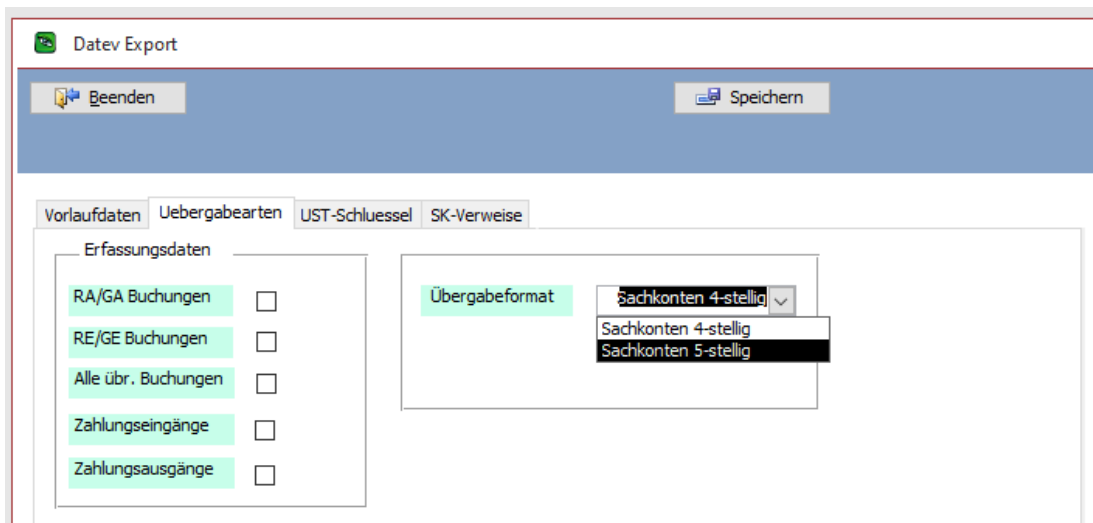 Datev Export
Beenden
Speichern
Vorlaufdaten
Uebergabearten
UST-Schluessel
SK-Verweise
Erfassungsdaten
RA/GA Buchungen
RE/GE Buchungen
Alle übr. Buchungen
Zahlungseingänge
Zahlungsausgänge
Übergabeformat
Sachkonten 4-stellig
Sachkonten 4-stellig
Sachkonten 5-stellig